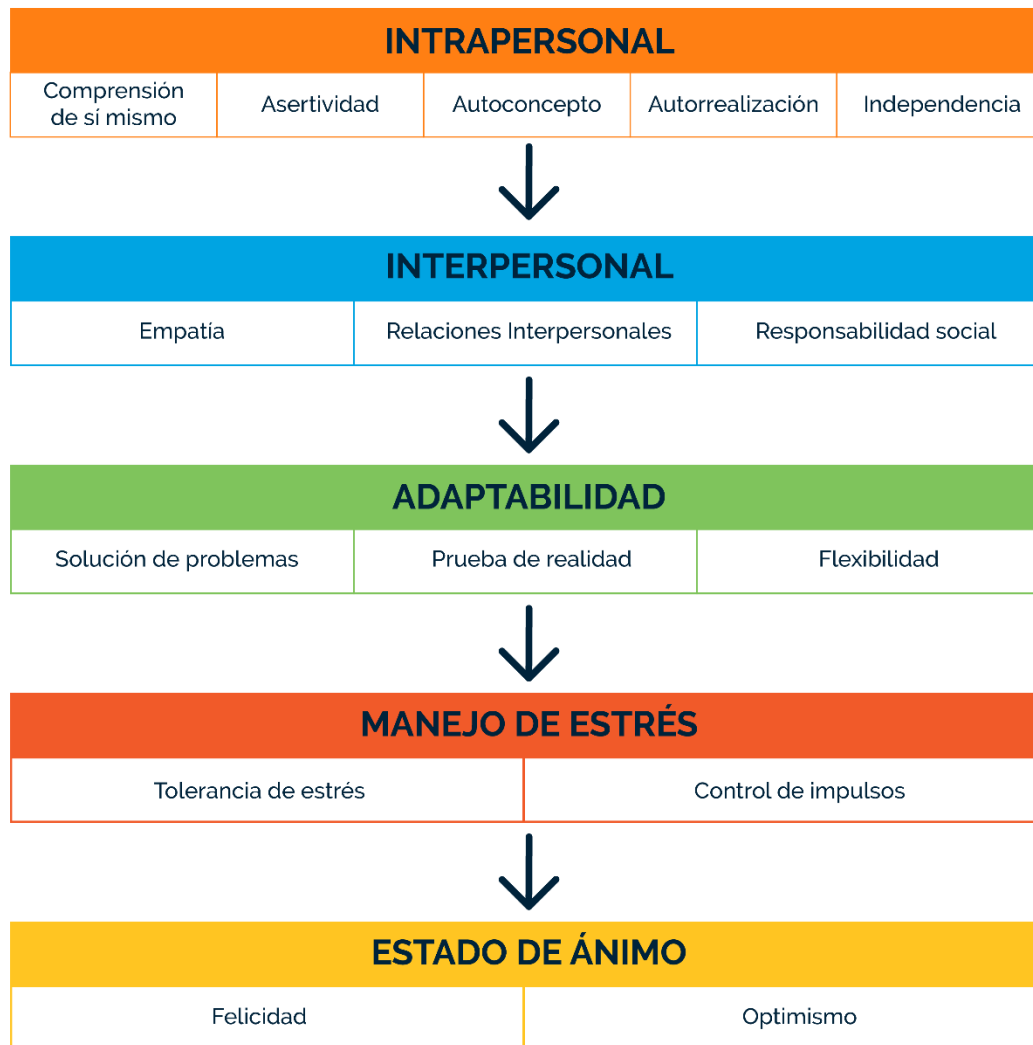 INTRAPERSONAL
Comprensión
de sí mismo
Asertividad
Autoconcepto
Autorrealización
Independencia
INTERPERSONAL
Empatía
Relaciones Interpersonales
Responsabilidad social
ADAPTABILIDAD
Solución de problemas
Prueba de realidad
Flexibilidad
MANEJO DE ESTRÉS
Tolerancia de estrés
Control de impulsos
ESTADO DE ÁNIMO
Felicidad
Optimismo